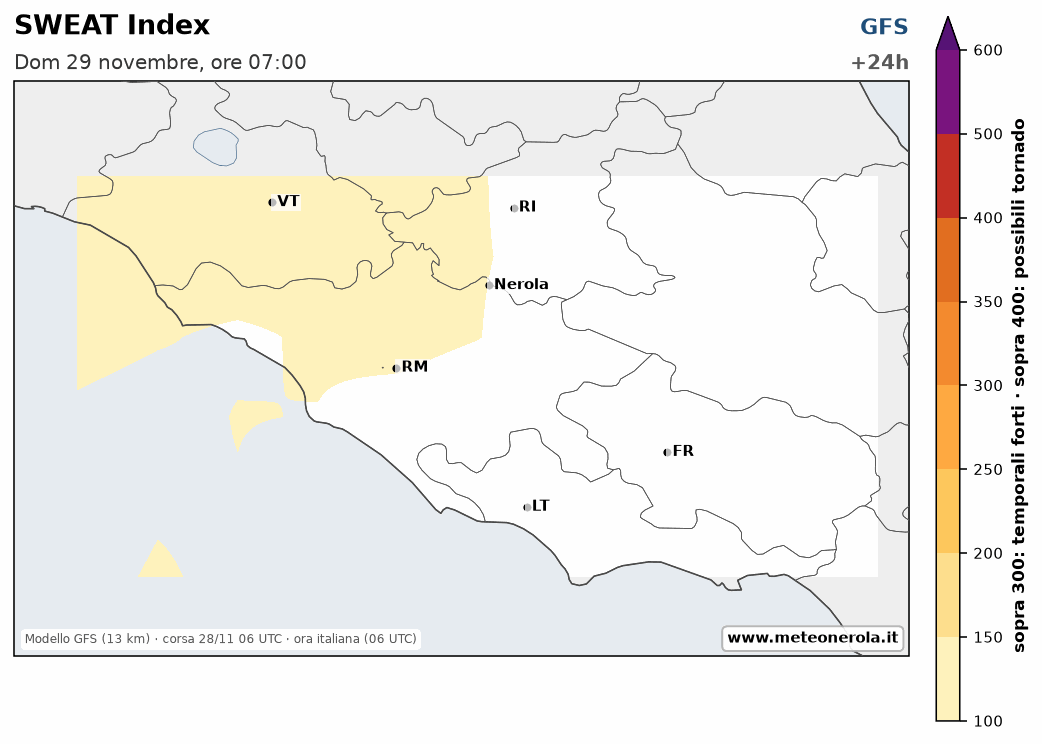 SWEAT Index
GFS
Dom 29 novembre, ore 07:00
+24h
VT
RI
Nerola
RM
FR
LT
Modello GFS (13 km) · corsa 28/11 06 UTC · ora italiana (06 UTC)
www.meteonerola.it
600
500
400
350
300
250
200
150
100
sopra 300: temporali forti · sopra 400: possibili tornado